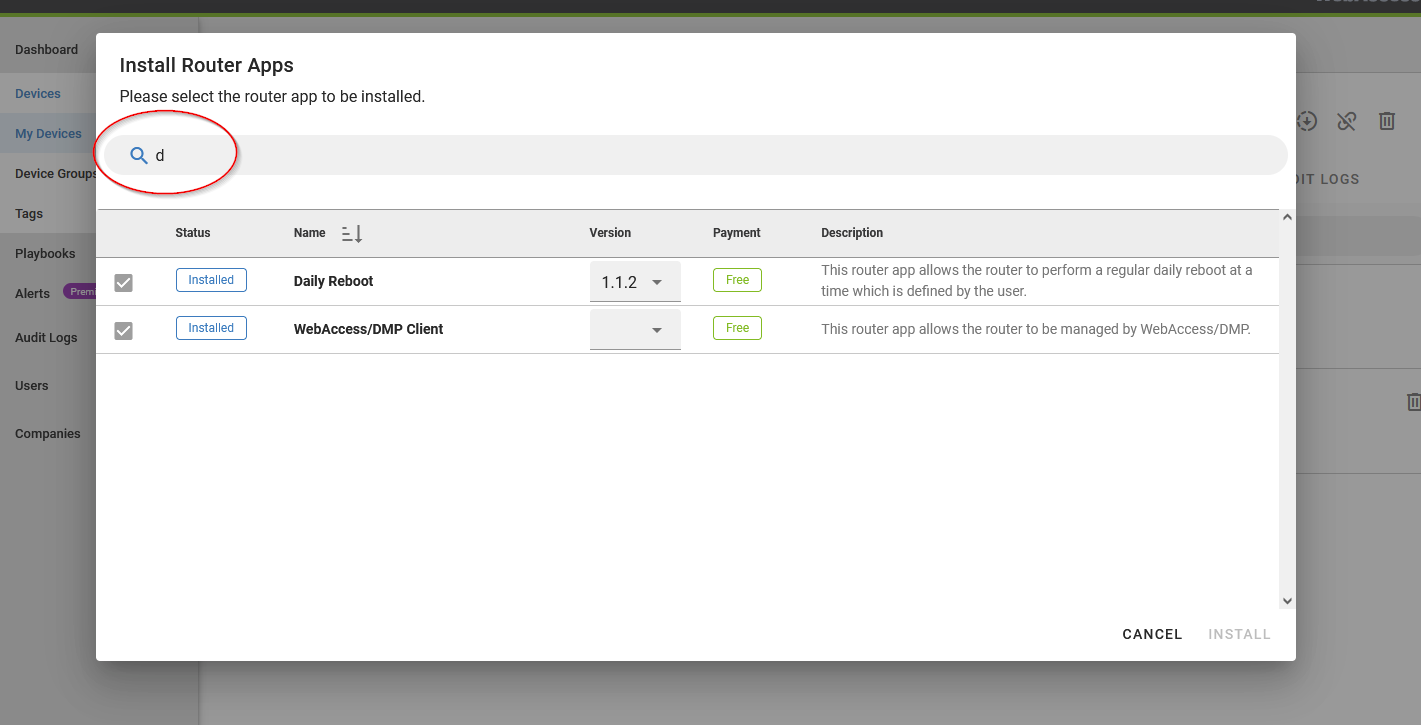 Dashboard
Devices
My Devices
Device Groups
Tags
Playbooks
Alerts
Audit Logs
Users
Companies
Install Router Apps
Please select the router app to be installed.
d
Status Name Version Payment Description
Installed Daily Reboot 1.1.2 Free This router app allows the router to perform a regular daily reboot at a
time which is defined by the user.
Installed WebAccess/DMP Client Free This router app allows the router to be managed by WebAccess/DMP.
CANCEL INSTALL
LOGS